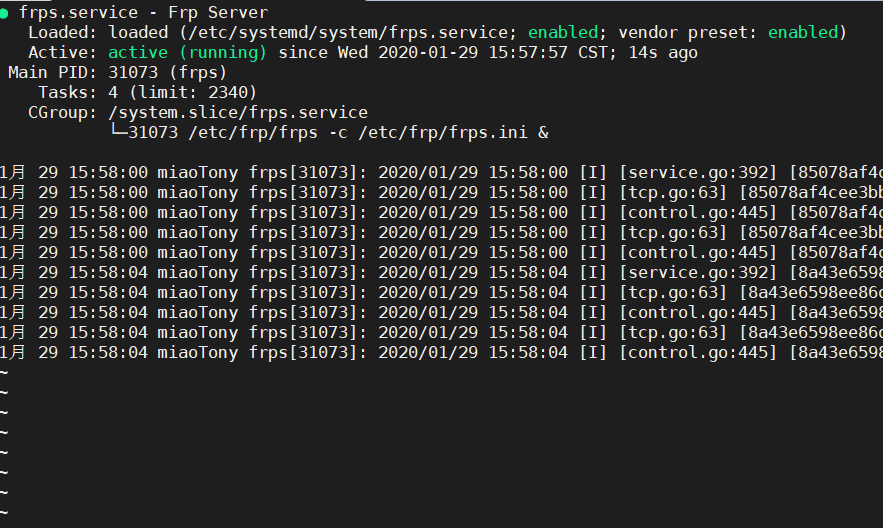 ● frps.service - Frp Server
Loaded: loaded (/etc/systemd/system/frps.service; enabled; vendor preset: enabled)
Active: active (running) since Wed 2020-01-29 15:57:57 CST; 14s ago
Main PID: 31073 (frps)
Tasks: 4 (limit: 2340)
CGroup: /system.slice/frps.service
└─31073 /etc/frp/frps -c /etc/frp/frps.ini &
1月 29 15:58:00 miaoTony frps[31073]: 2020/01/29 15:58:00 [I] [service.go:392] [85078af4c
1月 29 15:58:00 miaoTony frps[31073]: 2020/01/29 15:58:00 [I] [tcp.go:63] [85078af4cee3bb
1月 29 15:58:00 miaoTony frps[31073]: 2020/01/29 15:58:00 [I] [control.go:445] [85078af4c
1月 29 15:58:00 miaoTony frps[31073]: 2020/01/29 15:58:00 [I] [tcp.go:63] [85078af4cee3bb
1月 29 15:58:00 miaoTony frps[31073]: 2020/01/29 15:58:00 [I] [control.go:445] [85078af4c
1月 29 15:58:04 miaoTony frps[31073]: 2020/01/29 15:58:04 [I] [service.go:392] [8a43e6598
1月 29 15:58:04 miaoTony frps[31073]: 2020/01/29 15:58:04 [I] [tcp.go:63] [8a43e6598ee86c
1月 29 15:58:04 miaoTony frps[31073]: 2020/01/29 15:58:04 [I] [control.go:445] [8a43e6598
1月 29 15:58:04 miaoTony frps[31073]: 2020/01/29 15:58:04 [I] [tcp.go:63] [8a43e6598ee86c
1月 29 15:58:04 miaoTony frps[31073]: 2020/01/29 15:58:04 [I] [control.go:445] [8a43e6598
~
~
~
~
~
~
~
~